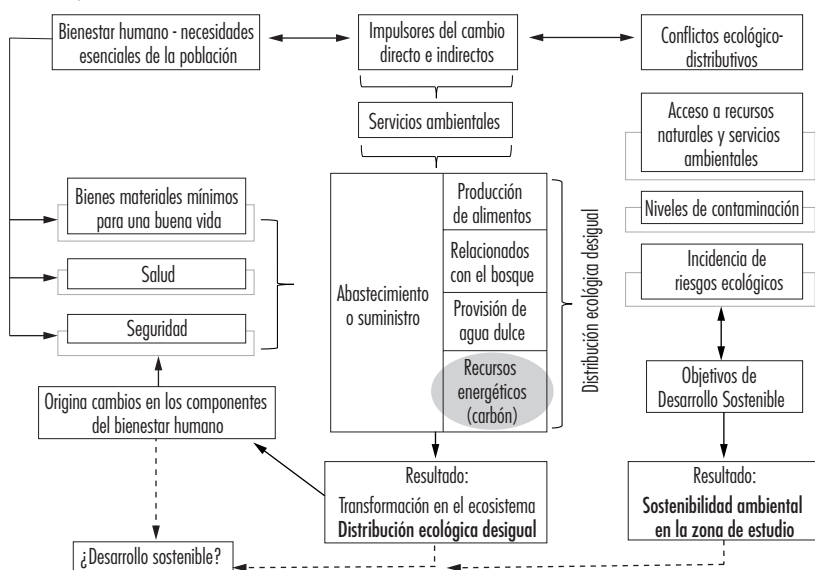 Bienestar humano - necesidades
esenciales de la población
Impulsores del cambio
directo e indirectos
Conflictos ecológico-
distributivos
Servicios ambientales
Acceso a recursos
naturales y servicios
ambientales
Niveles de contaminación
Incidencia de
riesgos ecológicos
Bienes materiales mínimos
para una buena vida
Salud
Seguridad
Abastecimiento
o suministro
Producción
de alimentos
Relacionados
con el bosque
Provisión de
agua dulce
Recursos
energéticos
(carbón)
Distribución ecológica desigual
Objetivos de
Desarrollo Sostenible
Origina cambios en los componentes
del bienestar humano
Resultado:
Transformación en el ecosistema
Distribución ecológica desigual
Resultado:
Sostenibilidad ambiental
en la zona de estudio
¿Desarrollo sostenible?